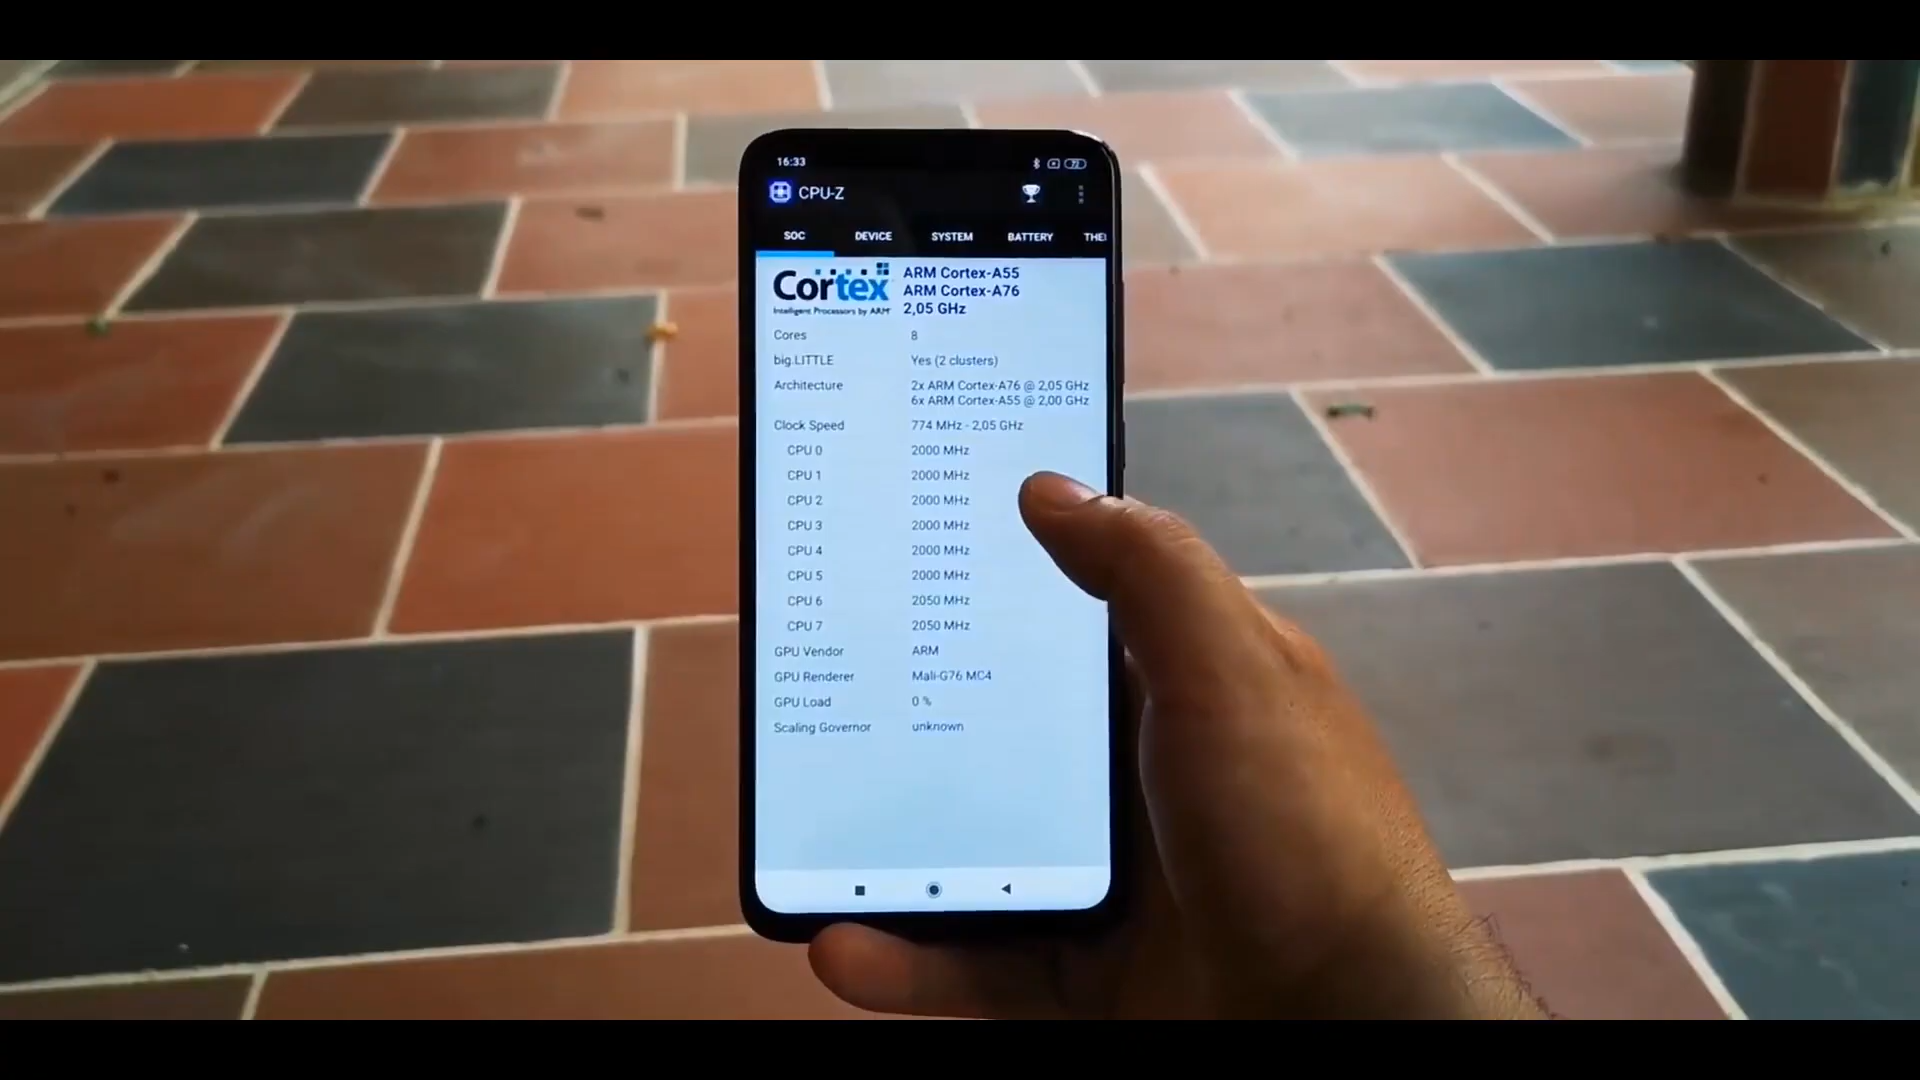 16:33
72
CPU-Z
SOC DEVICE SYSTEM BATTERY THE
Cortex
Intelligent Processors by ARM
ARM Cortex-A55
ARM Cortex-A76
2,05 GHz
Cores 8
big.LITTLE Yes (2 clusters)
Architecture 2x ARM Cortex-A76 @ 2,05 GHz
6x ARM Cortex-A55 @ 2,00 GHz
Clock Speed 774 MHz - 2,05 GHz
CPU 0 2000 MHz
CPU 1 2000 MHz
CPU 2 2000 MHz
CPU 3 2000 MHz
CPU 4 2000 MHz
CPU 5 2000 MHz
CPU 6 2050 MHz
CPU 7 2050 MHz
GPU Vendor ARM
GPU Renderer Mali-G76 MC4
GPU Load 0 %
Scaling Governor unknown